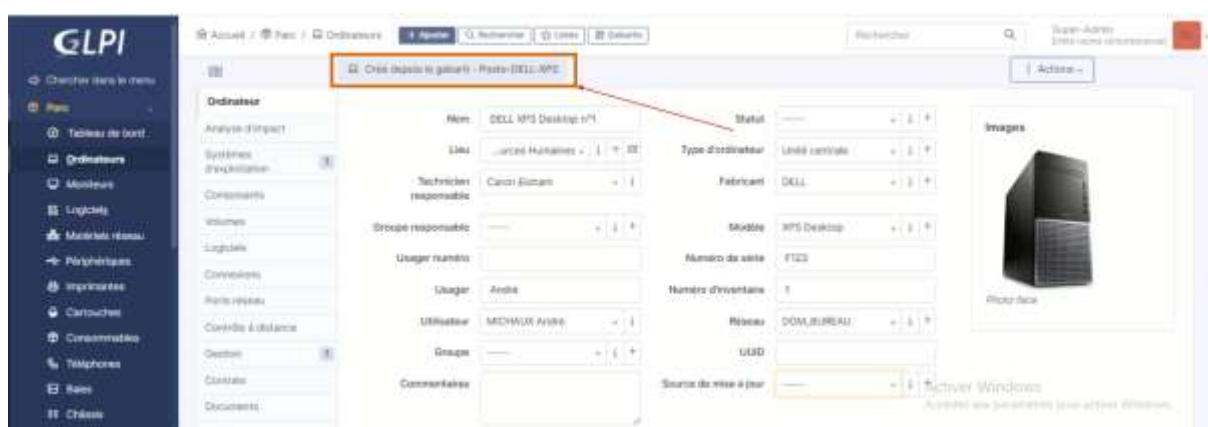 GLPI
Accueil / Parc / Ordinateurs + Ajouter Rechercher Listes Gabarits Rechercher Super-Admin
Chercher dans le menu
Créé depuis le gabarit - Poste-DELL-XPS Actions
Parc
Tableau de bord
Ordinateurs
Moniteurs
Logiciels
Matériels réseau
Périphériques
Imprimantes
Cartouches
Consommables
Téléphones
Baies
Châssis
Ordinateur
Analyse d'impact
Systèmes
d'exploitation 1
Composants
Volumes
Logiciels
Connexions
Ports réseau
Contrôle à distance
Gestion 1
Contrats
Documents
Nom DELL XPS Desktop n°1 Statut -----
Lieu ...urces Humaines Type d'ordinateur Unité centrale
Technicien
responsable Caron Fabricant DELL
Groupe responsable ----- Modèle XPS Desktop
Usager numéro Numéro de série
Usager André Numéro d'inventaire 1
Utilisateur MICHAUX André Réseau DOM_BUREAU
Groupe ----- UUID
Commentaires Source de mise à jour -----
Images
Photo face
Activer Windows
Accédez aux paramètres pour activer Windows.